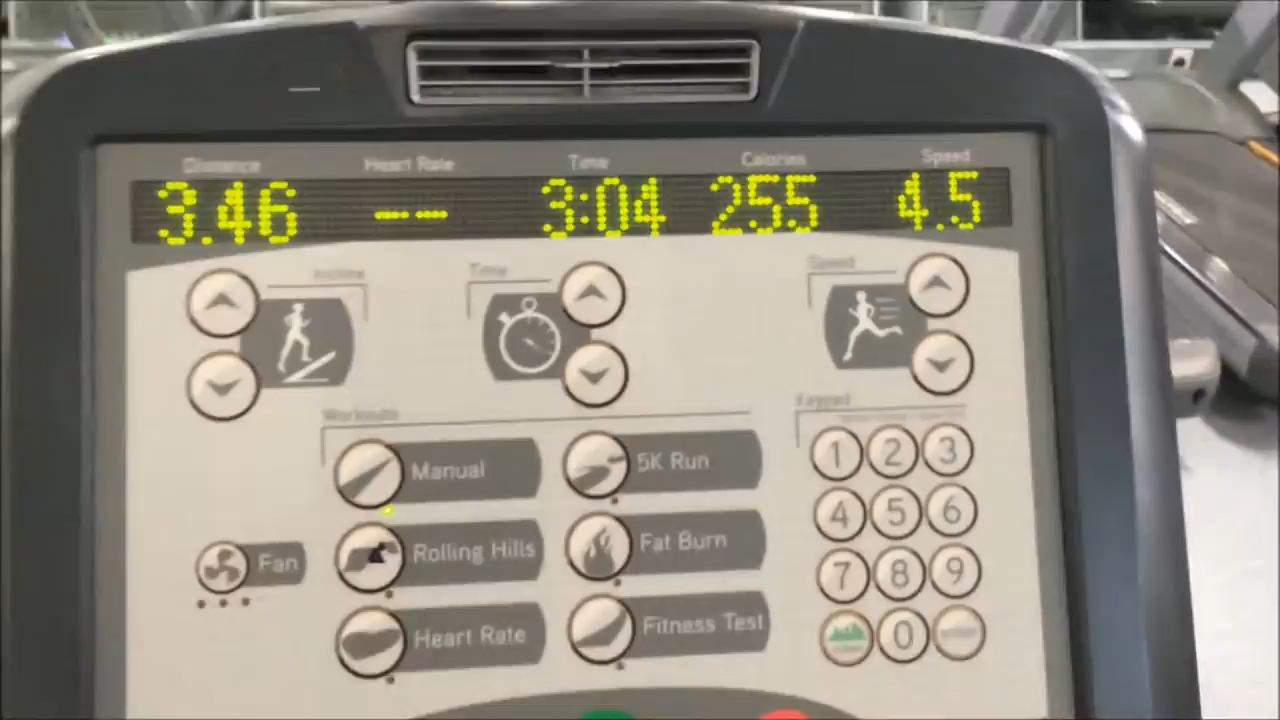 Distance Heart Rate Time Calories Speed
3.46 -- 3:04 255 4.5
Incline Time Speed
Workouts Keypad
Manual 5K Run
Rolling Hills Fat Burn
Heart Rate Fitness Test
Fan
1 2 3
4 5 6
7 8 9
0